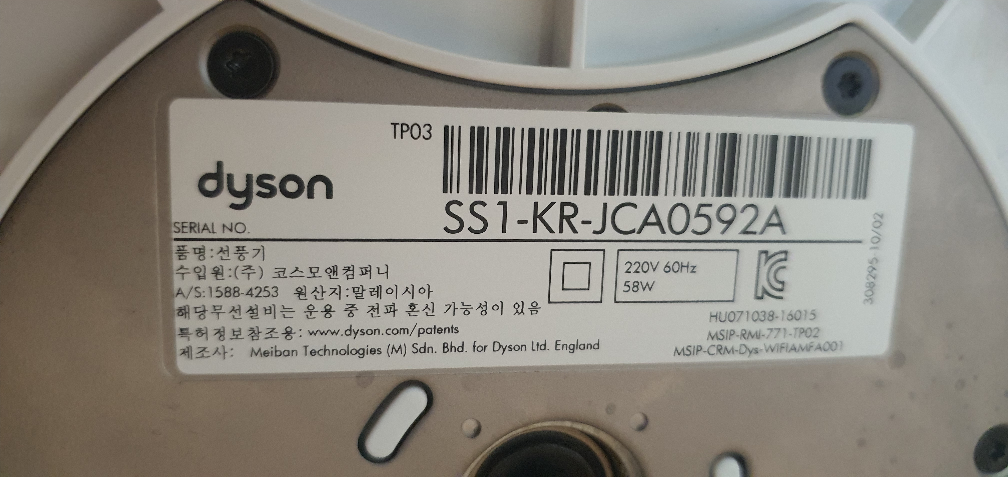 TP03
dyson
SS1-KR-JCA0592A
SERIAL NO.
품명:선풍기
수입원:(주) 코스모앤컴퍼니
A/S:1588-4253 원산지:말레이시아
해당무선설비는 운용 중 전파 혼신 가능성이 있음
특허정보참조용: www.dyson.com/patents
제조사: Meiban Technologies (M) Sdn. Bhd. for Dyson Ltd. England
220V 60Hz
58W
HU071038-16015
MSIP-RMI-771-TP02
MSIP-CRM-Dys-WIFIAMFA001
308295 10/02